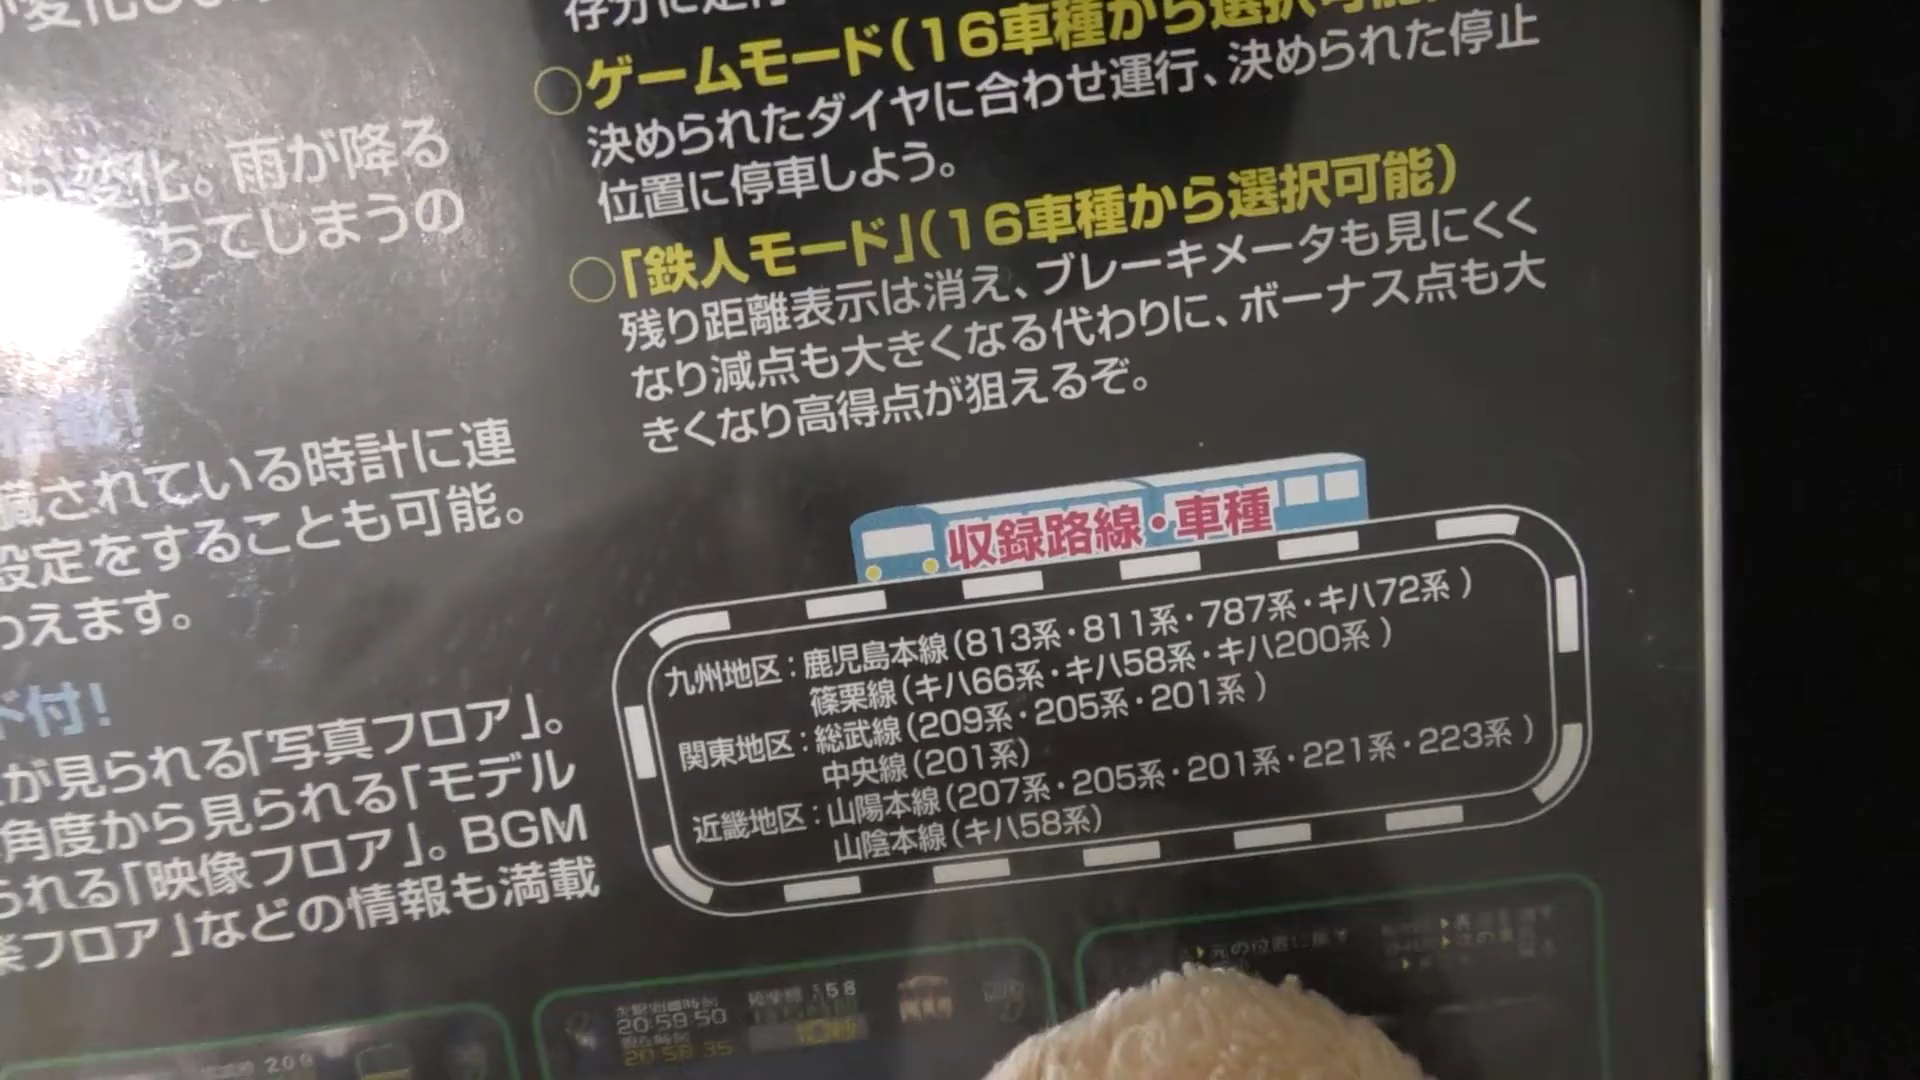 雨が降る
ちてしまうの
蔵されている時計に連
設定をすることも可能。
わえます。
ド付!
が見られる「写真フロア」。
角度から見られる「モデル
られる「映像フロア」。BGM
楽フロア」などの情報も満載
○ゲームモード(16車種から選択可能
決められたダイヤに合わせ運行、決められた停止
位置に停車しよう。
○「鉄人モード」(16車種から選択可能)
残り距離表示は消え、ブレーキメータも見にくく
なり減点も大きくなる代わりに、ボーナス点も大
きくなり高得点が狙えるぞ。
収録路線・車種
九州地区:鹿児島本線(813系・811系・787系・キハ72系)
篠栗線(キハ66系・キハ58系・キハ200系)
関東地区:総武線(209系・205系・201系)
中央線(201系)
近畿地区:山陽本線(207系・205系・201系・221系・223系)
山陰本線(キハ58系)
20:59:50
20:58:35
元の位置に戻す